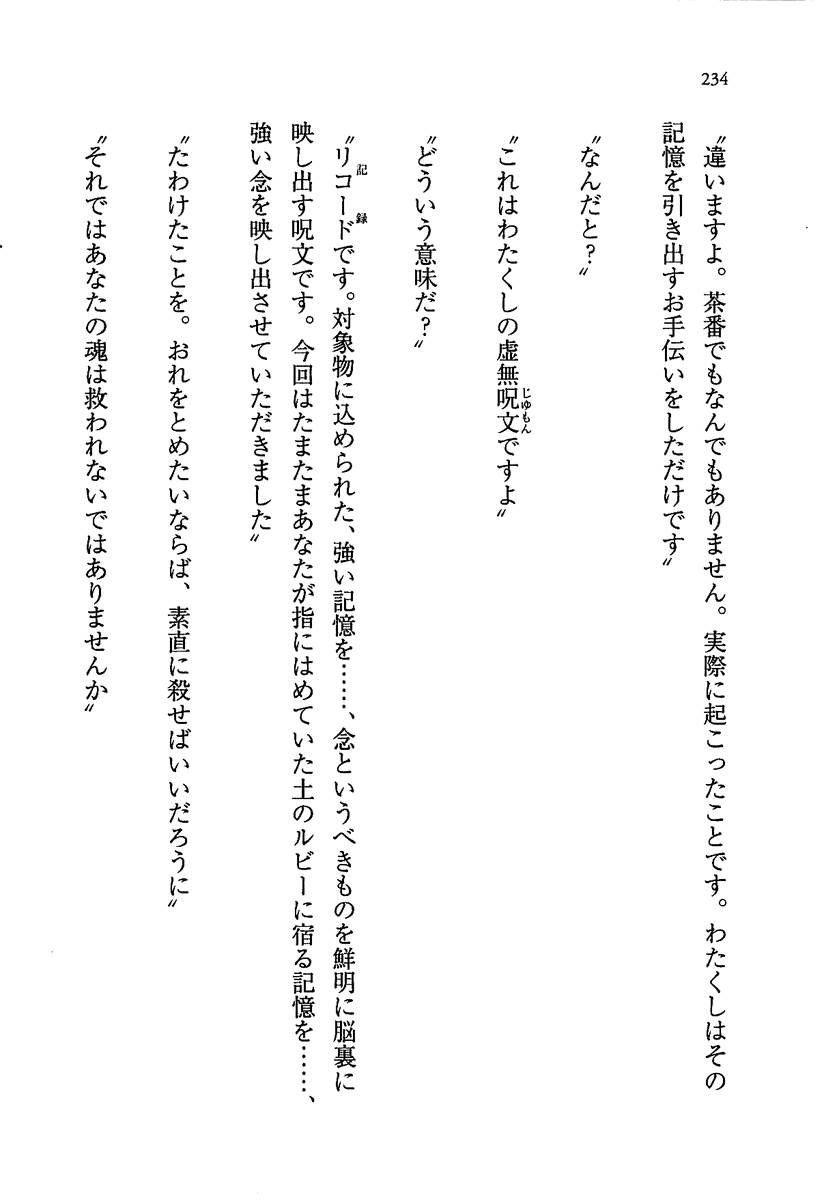 234
〝違いますよ。茶番でもなんでもありません。実際に起こったことです。わたくしはその
記憶を引き出すお手伝いをしただけです〟
〝なんだと？〟
〝これはわたくしの虚無呪文ですよ〟
じゆもん
〝どういう意味だ？〟
〝リコードです。対象物に込められた、強い記憶を……、念というべきものを鮮明に脳裏に
記録
映し出す呪文です。今回はたまたまあなたが指にはめていた土のルビーに宿る記憶を……、
強い念を映し出させていただきました〟
〝たわけたことを。おれをとめたいならば、素直に殺せばいいだろうに〟
〝それではあなたの魂は救われないではありませんか〟